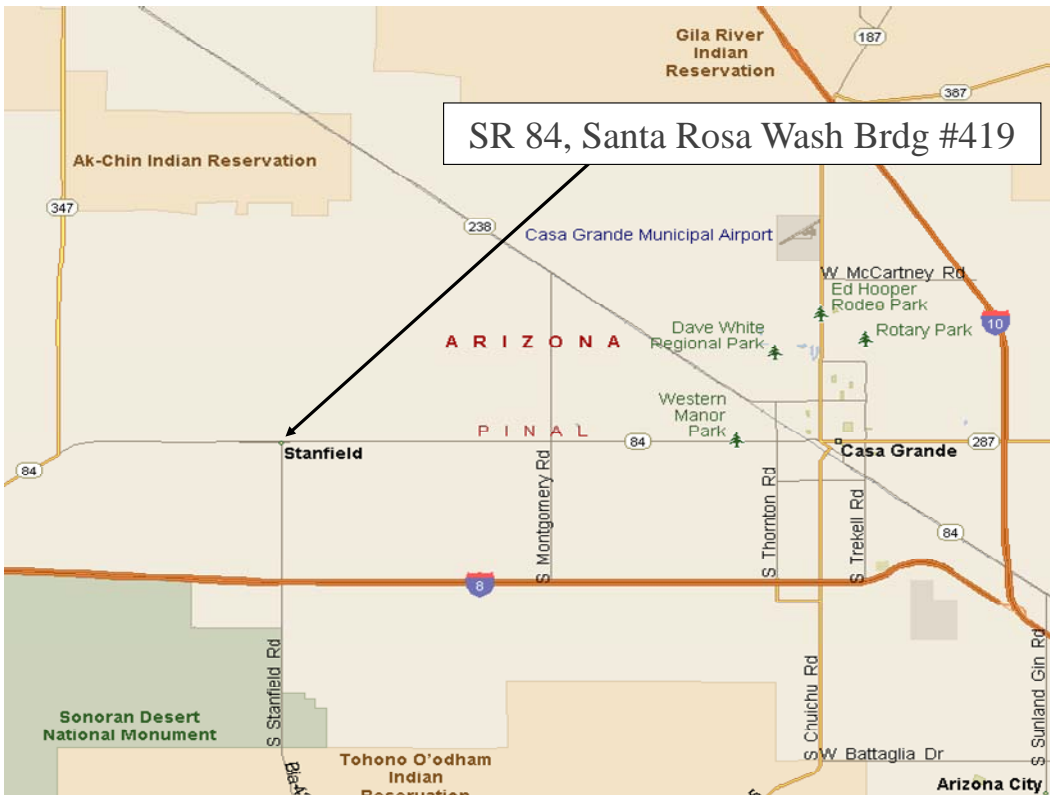 Gila River
Indian
Reservation
187
387
SR 84, Santa Rosa Wash Brdg #419
Ak-Chin Indian Reservation
347
238
Casa Grande Municipal Airport
W McCartney Rd
Ed Hooper
Rodeo Park
10
Dave White
Regional Park
Rotary Park
ARIZONA
Western
Manor
Park
PINAL
84
287
Stanfield
Casa Grande
84
S Montgomery Rd
S Thornton Rd
S Trekell Rd
84
8
S Stanfield Rd
S Chuichu Rd
S Sunland Gin Rd
Sonoran Desert
National Monument
W Battaglia Dr
Tohono O'odham
Indian
Reservation
Arizona City